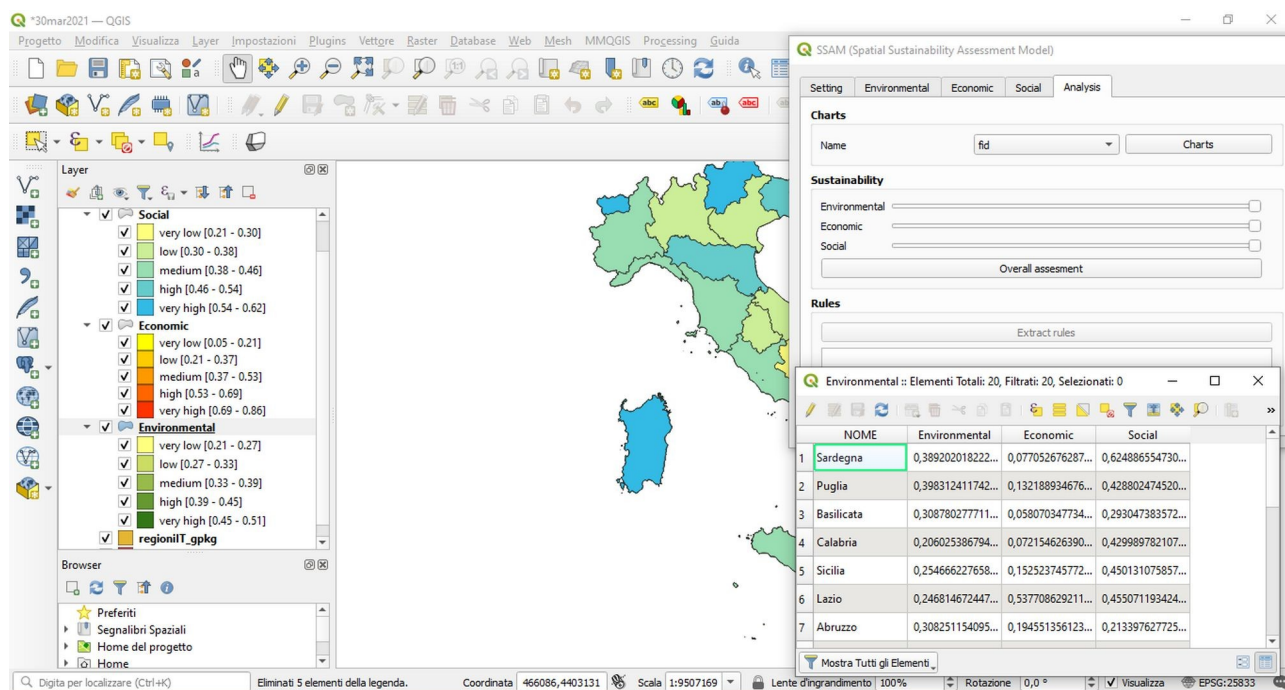 *30mar2021 — QGIS
Progetto Modifica Visualizza Layer Impostazioni Plugins Vettore Raster Database Web Mesh MMQGIS Processing Guida
abc abc abc
Layer
Social
very low [0.21 - 0.30]
low [0.30 - 0.38]
medium [0.38 - 0.46]
high [0.46 - 0.54]
very high [0.54 - 0.62]
Economic
very low [0.05 - 0.21]
low [0.21 - 0.37]
medium [0.37 - 0.53]
high [0.53 - 0.69]
very high [0.69 - 0.86]
Environmental
very low [0.21 - 0.27]
low [0.27 - 0.33]
medium [0.33 - 0.39]
high [0.39 - 0.45]
very high [0.45 - 0.51]
regioniIT_gpkg
Browser
Preferiti
Segnalibri Spaziali
Home del progetto
Home
SSAM (Spatial Sustainability Assessment Model)
Setting Environmental Economic Social Analysis
Charts
Name fid Charts
Sustainability
Environmental
Economic
Social
Overall assesment
Rules
Extract rules
Environmental :: Elementi Totali: 20, Filtrati: 20, Selezionati: 0
NOME Environmental Economic Social
1 Sardegna 0,389202018222... 0,077052676287... 0,624886554730...
2 Puglia 0,398312411742... 0,132188934676... 0,428802474520...
3 Basilicata 0,308780277711... 0,058070347734... 0,293047383572...
4 Calabria 0,206025386794... 0,072154626390... 0,429989782107...
5 Sicilia 0,254666227658... 0,152523745772... 0,450131075857...
6 Lazio 0,246814672447... 0,537708629211... 0,455071193424...
7 Abruzzo 0,308251154095... 0,194551356123... 0,213397627725...
Mostra Tutti gli Elementi
Digita per localizzare (Ctrl+K) Eliminati 5 elementi della legenda. Coordinata 466086,4403131 Scala 1:9507169 Lente d'ingrandimento 100% Rotazione 0,0 ° Visualizza EPSG:25833